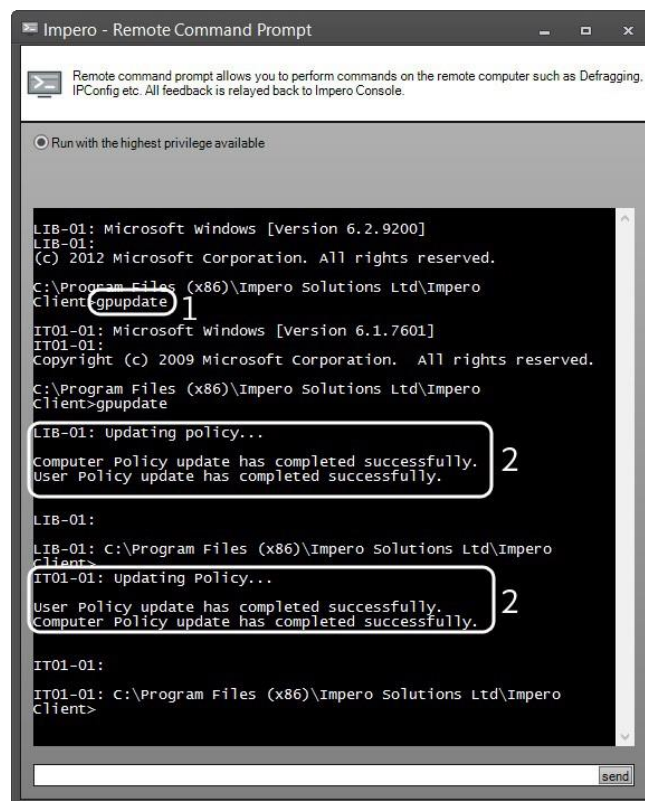 Impero - Remote Command Prompt
Remote command prompt allows you to perform commands on the remote computer such as Defragging,
IPConfig etc. All feedback is relayed back to Impero Console.
Run with the highest privilege available
LIB-01: Microsoft Windows [Version 6.2.9200]
LIB-01:
(c) 2012 Microsoft Corporation. All rights reserved.
C:\Program Files (x86)\Impero Solutions Ltd\Impero
Client>gpupdate 1
IT01-01: Microsoft Windows [Version 6.1.7601]
IT01-01:
Copyright (c) 2009 Microsoft Corporation.  All rights reserved.
C:\Program Files (x86)\Impero Solutions Ltd\Impero
Client>gpupdate
LIB-01: Updating policy...
Computer Policy update has completed successfully.
User Policy update has completed successfully.
2
LIB-01:
LIB-01: C:\Program Files (x86)\Impero Solutions Ltd\Impero
Client>
IT01-01: Updating Policy...
User Policy update has completed successfully.
Computer Policy update has completed successfully.
2
IT01-01:
IT01-01: C:\Program Files (x86)\Impero Solutions Ltd\Impero
Client>
send